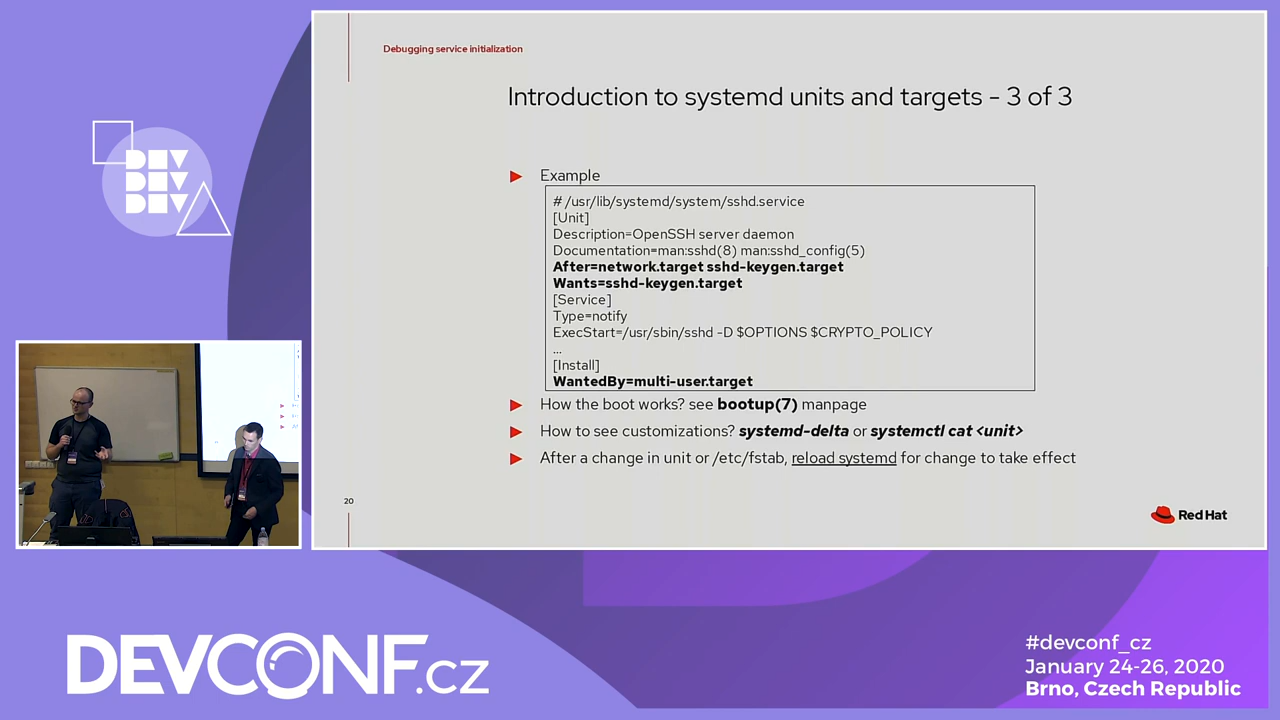 DEV
DEV
DEV
Debugging service initialization
Introduction to systemd units and targets - 3 of 3
Example
# /usr/lib/systemd/system/sshd.service
[Unit]
Description=OpenSSH server daemon
Documentation=man:sshd(8) man:sshd_config(5)
After=network.target sshd-keygen.target
Wants=sshd-keygen.target
[Service]
Type=notify
ExecStart=/usr/sbin/sshd -D $OPTIONS $CRYPTO_POLICY
...
[Install]
WantedBy=multi-user.target
How the boot works? see bootup(7) manpage
How to see customizations? systemd-delta or systemctl cat <unit>
After a change in unit or /etc/fstab, reload systemd for change to take effect
20
Red Hat
DEVCONF.cz
#devconf_cz
January 24-26, 2020
Brno, Czech Republic